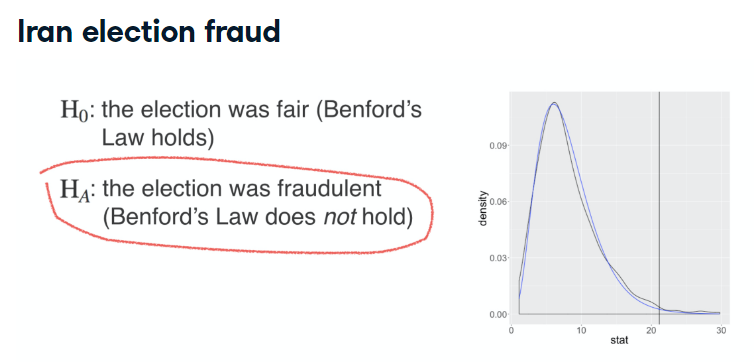 Iran election fraud
H₀: the election was fair (Benford's
Law holds)
H_A: the election was fraudulent
(Benford's Law does not hold)
0.09
0.06
0.03
0.00
density
0 10 20 30
stat